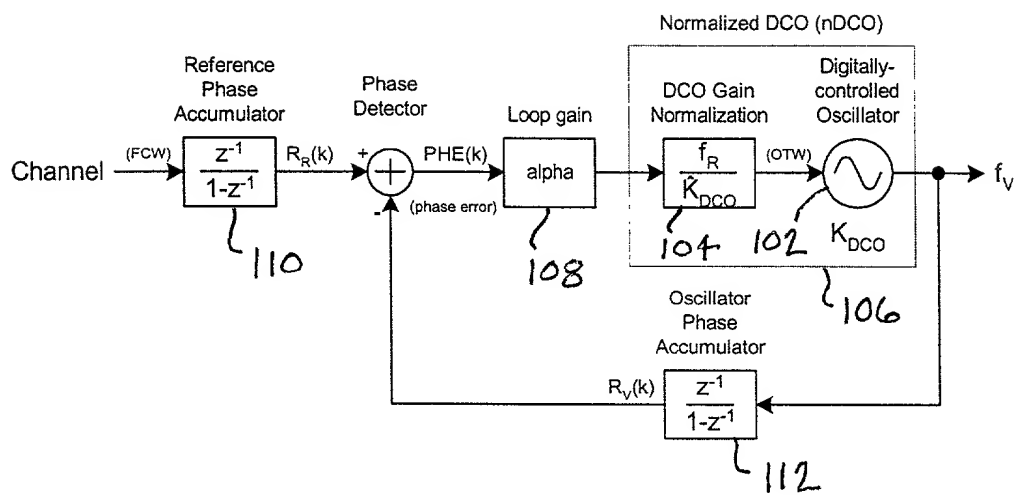 Normalized DCO (nDCO)
Reference
Phase
Accumulator
Phase
Detector
Loop gain
DCO Gain
Normalization
Digitally-
controlled
Oscillator
Channel
(FCW)
z⁻¹
1-z⁻¹
R_R(k)
+
-
PHE(k)
(phase error)
alpha
f_R
K̂_DCO
(OTW)
K_DCO
f_V
110
108
104
102
106
Oscillator
Phase
Accumulator
R_V(k)
z⁻¹
1-z⁻¹
112